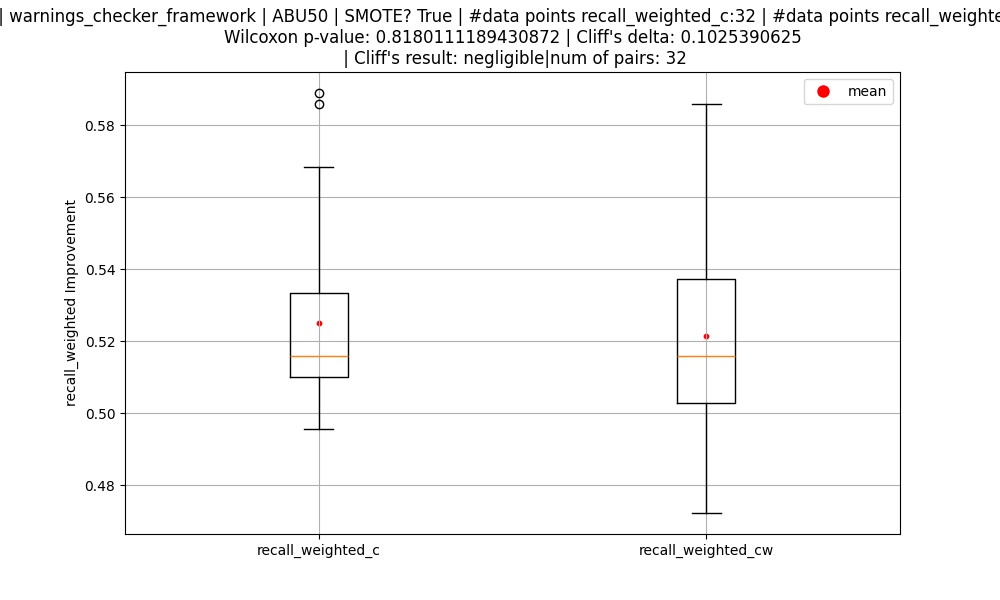 | warnings_checker_framework | ABU50 | SMOTE? True | #data points recall_weighted_c:32 | #data points
Wilcoxon p-value: 0.8180111189430872 | Cliff's delta: 0.1025390625
| Cliff's result: negligible|num of pairs: 32
mean
0.58
0.56
0.54
0.52
0.50
0.48
recall_weighted Improvement
recall_weighted_c
recall_weighted_cw